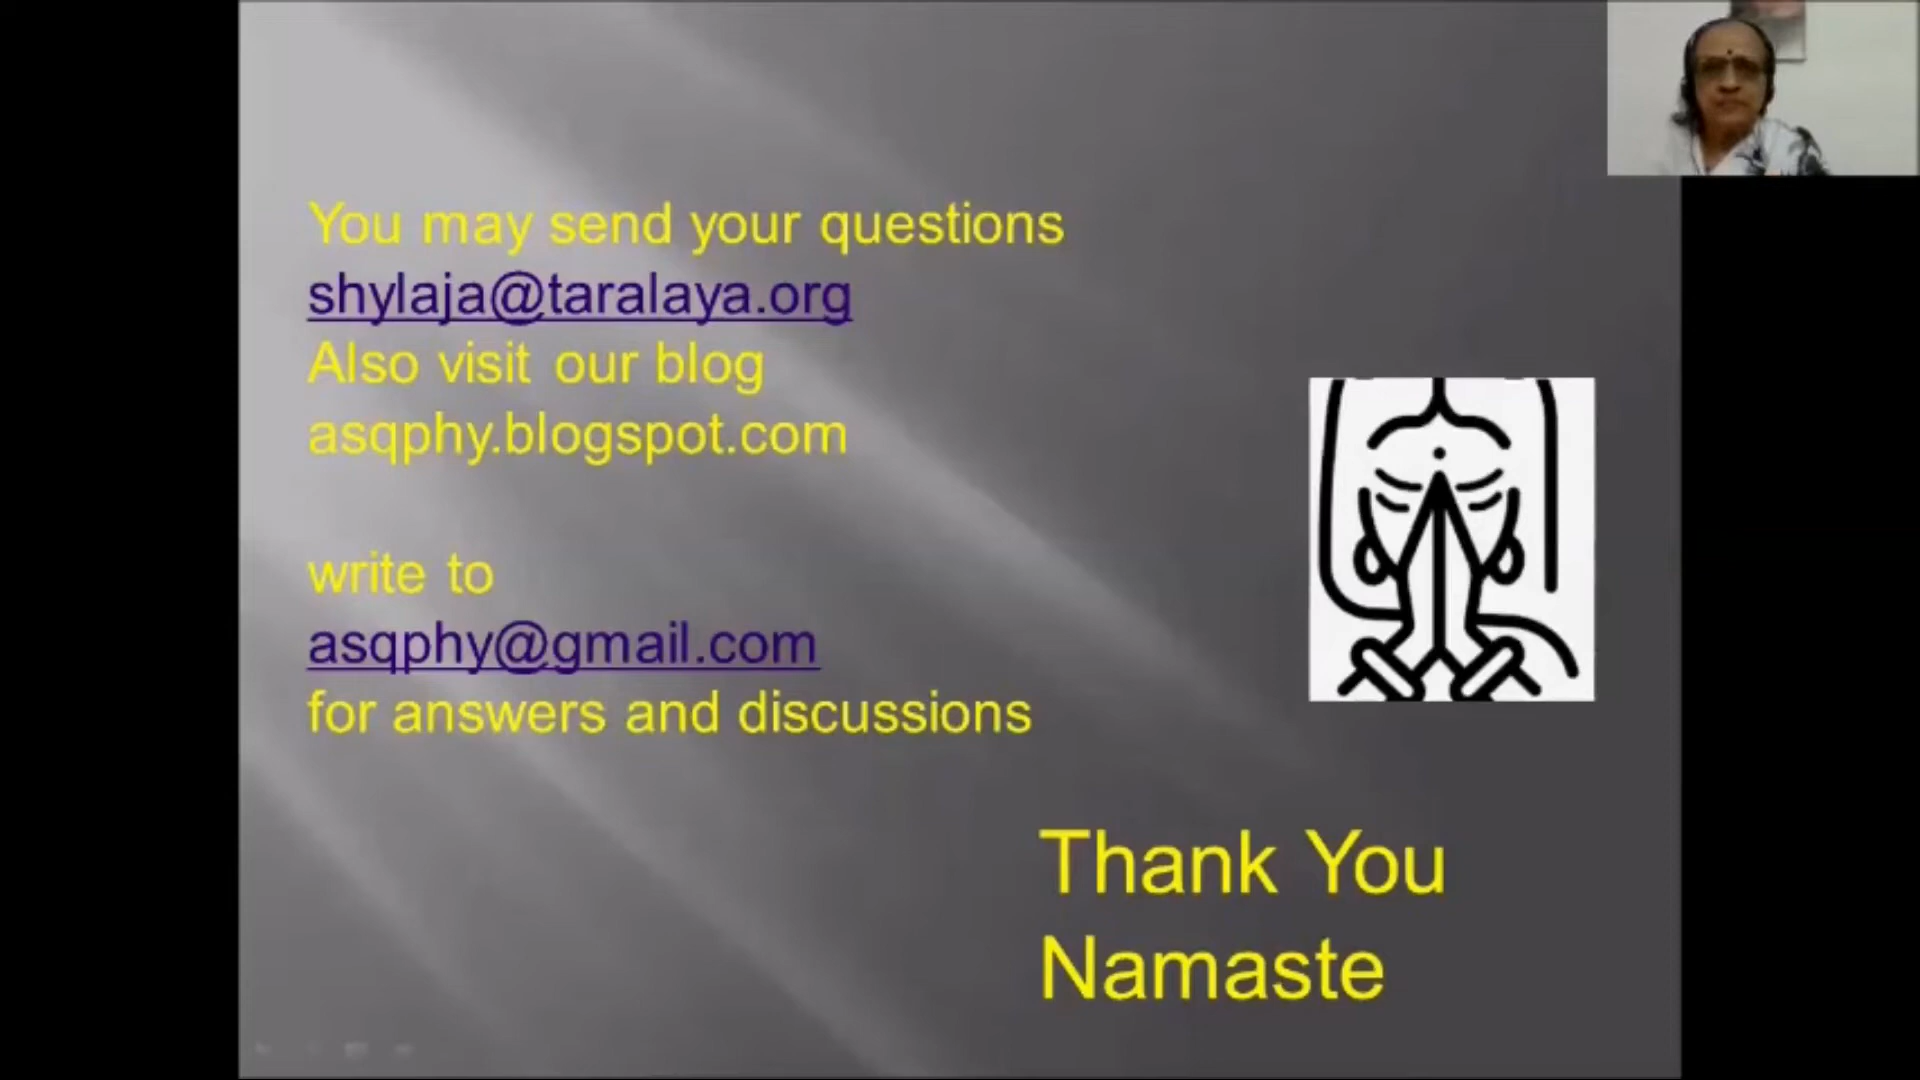 You may send your questions
shylaja@taralaya.org
Also visit our blog
asqphy.blogspot.com
write to
asqphy@gmail.com
for answers and discussions
Thank You
Namaste